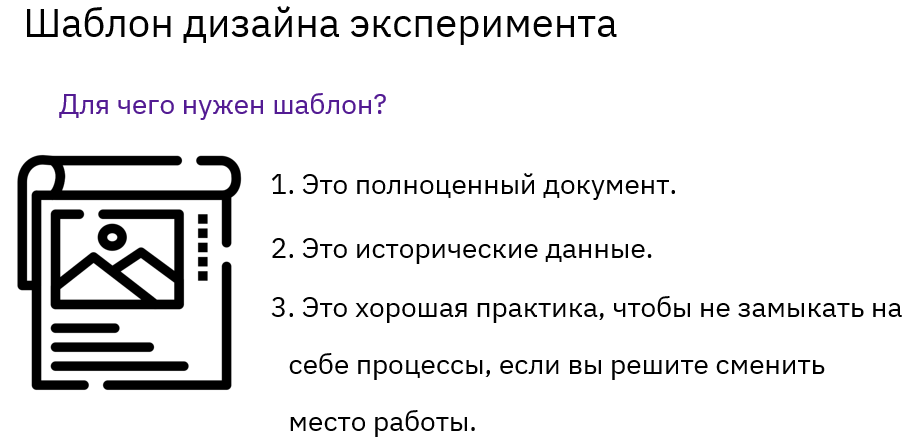 Шаблон дизайна эксперимента
Для чего нужен шаблон?
1. Это полноценный документ.
2. Это исторические данные.
3. Это хорошая практика, чтобы не замыкать на
себе процессы, если вы решите сменить
место работы.